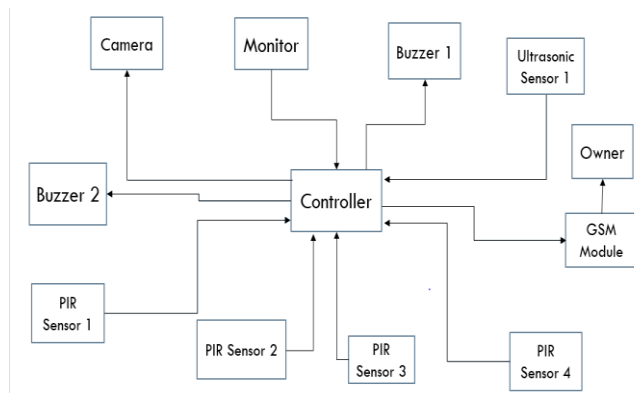 Camera
Monitor
Buzzer 1
Ultrasonic
Sensor 1
Owner
Buzzer 2
Controller
GSM
Module
PIR
Sensor 1
PIR Sensor 2
PIR
Sensor 3
PIR
Sensor 4